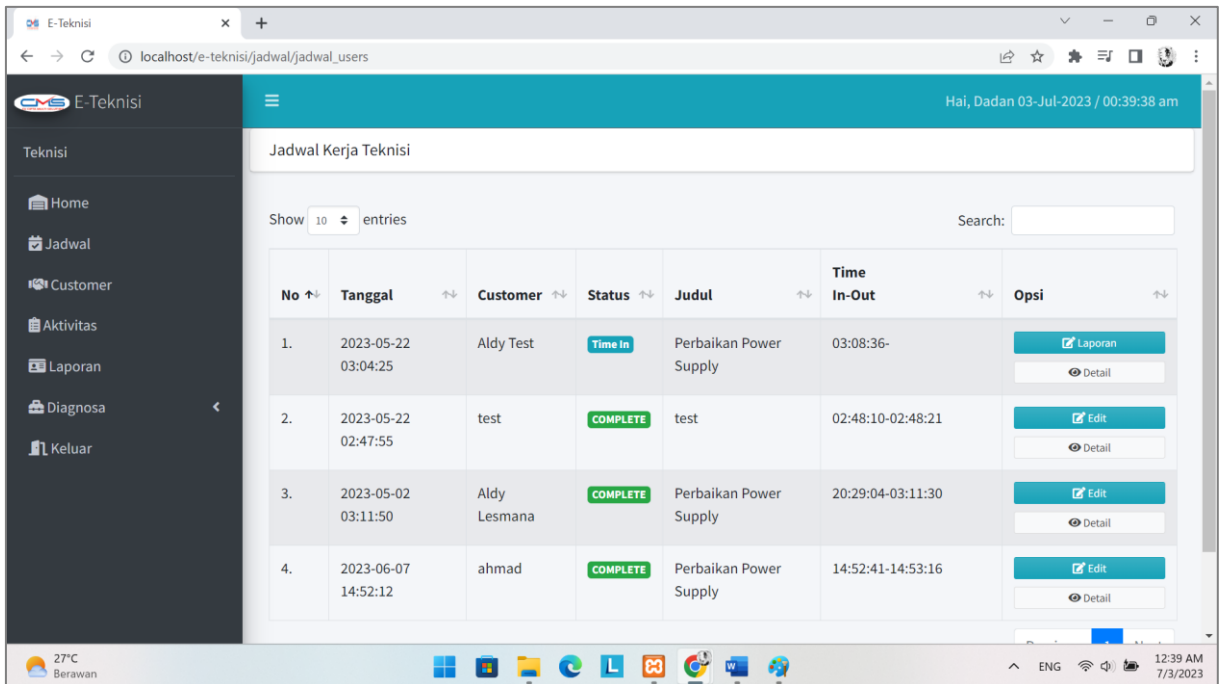 E-Teknisi
localhost/e-teknisi/jadwal/jadwal_users
CMS E-Teknisi
Hai, Dadan 03-Jul-2023 / 00:39:38 am
Teknisi
Home
Jadwal
Customer
Aktivitas
Laporan
Diagnosa
Keluar
Jadwal Kerja Teknisi
Show 10 entries
Search:
No Tanggal Customer Status Judul Time
In-Out Opsi
1. 2023-05-22 Aldy Test Time In Perbaikan Power 03:08:36- Laporan
03:04:25 Supply Detail
2. 2023-05-22 test COMPLETE test 02:48:10-02:48:21 Edit
02:47:55 Detail
3. 2023-05-02 Aldy COMPLETE Perbaikan Power 20:29:04-03:11:30 Edit
03:11:50 Lesmana Supply Detail
4. 2023-06-07 ahmad COMPLETE Perbaikan Power 14:52:41-14:53:16 Edit
14:52:12 Supply Detail
27°C
Berawan
ENG
12:39 AM
7/3/2023